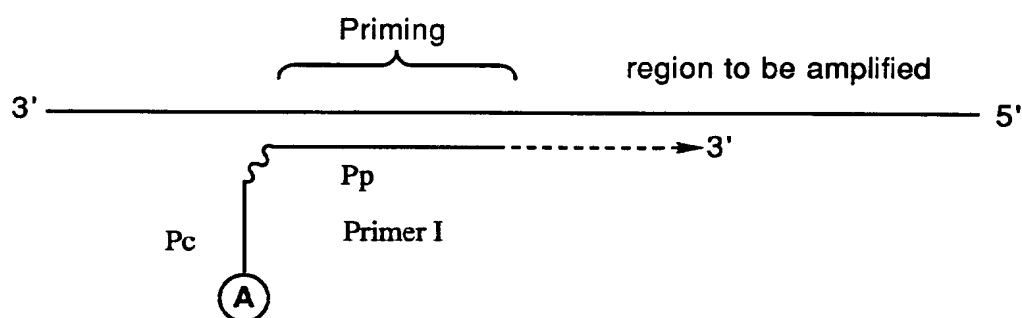 Priming
region to be amplified
3'
5'
3'
Pp
Pc
Primer I
A